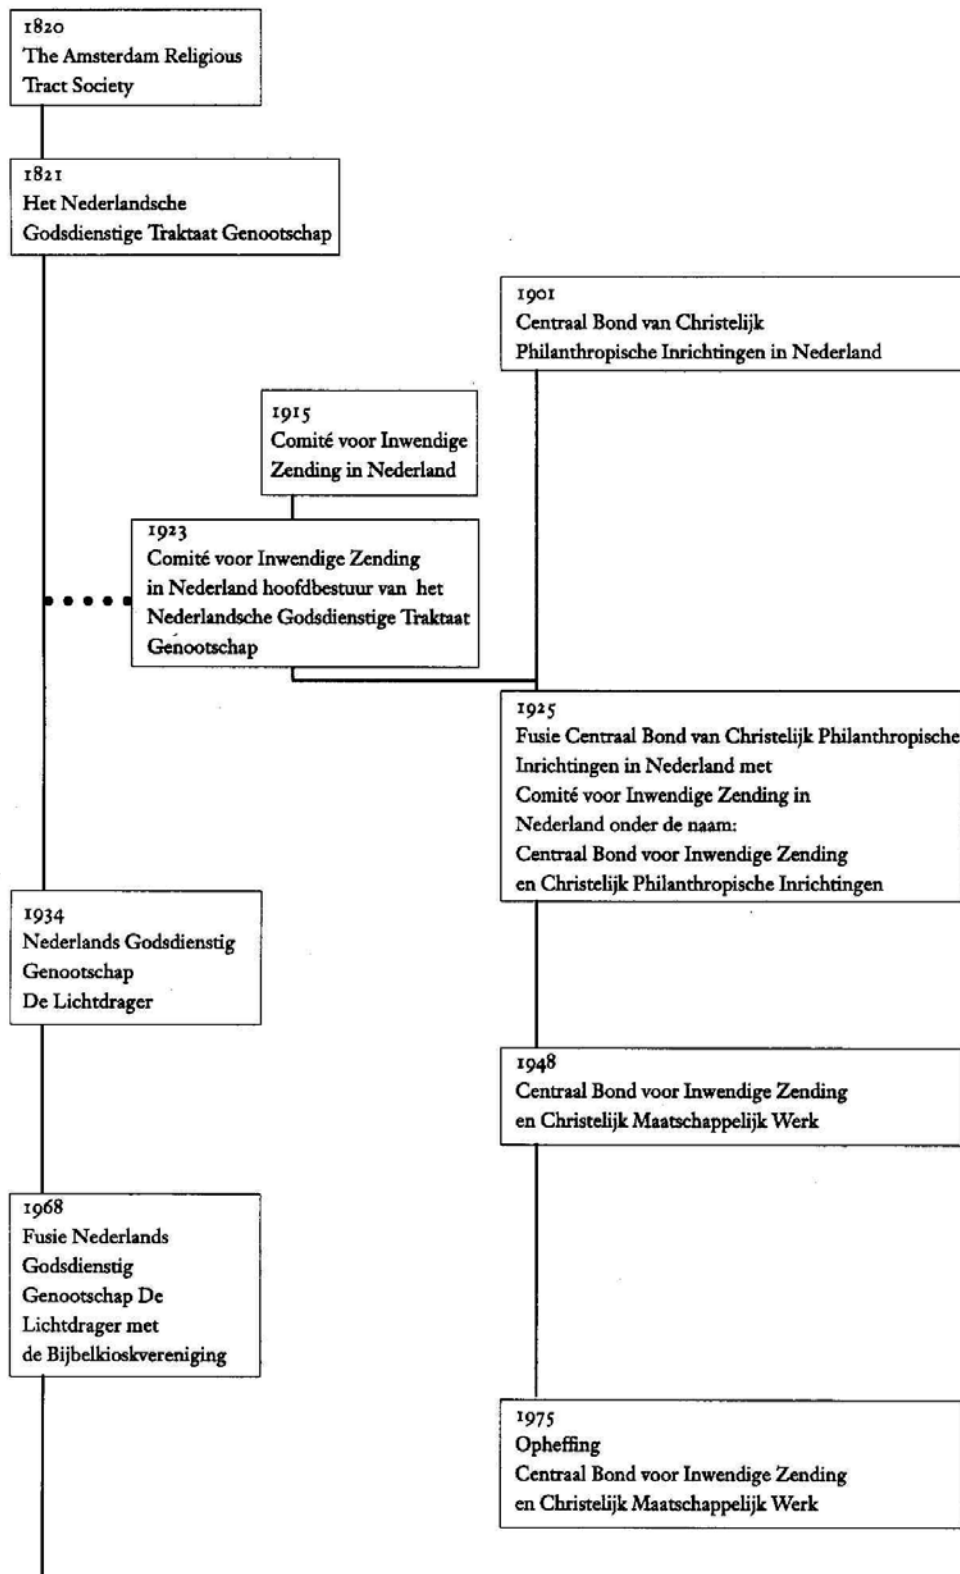 1820
The Amsterdam Religious
Tract Society
1821
Het Nederlandsche
Godsdienstige Traktaat Genootschap
1901
Centraal Bond van Christelijk
Philanthropische Inrichtingen in Nederland
1915
Comité voor Inwendige
Zending in Nederland
1923
Comité voor Inwendige Zending
in Nederland hoofdbestuur van het
Nederlandsche Godsdienstige Traktaat
Genootschap
1925
Fusie Centraal Bond van Christelijk Philanthropische
Inrichtingen in Nederland met
Comité voor Inwendige Zending in
Nederland onder de naam:
Centraal Bond voor Inwendige Zending
en Christelijk Philanthropische Inrichtingen
1934
Nederlands Godsdienstig
Genootschap
De Lichtdrager
1948
Centraal Bond voor Inwendige Zending
en Christelijk Maatschappelijk Werk
1968
Fusie Nederlands
Godsdienstig
Genootschap De
Lichtdrager met
de Bijbelkioskvereniging
1975
Opheffing
Centraal Bond voor Inwendige Zending
en Christelijk Maatschappelijk Werk